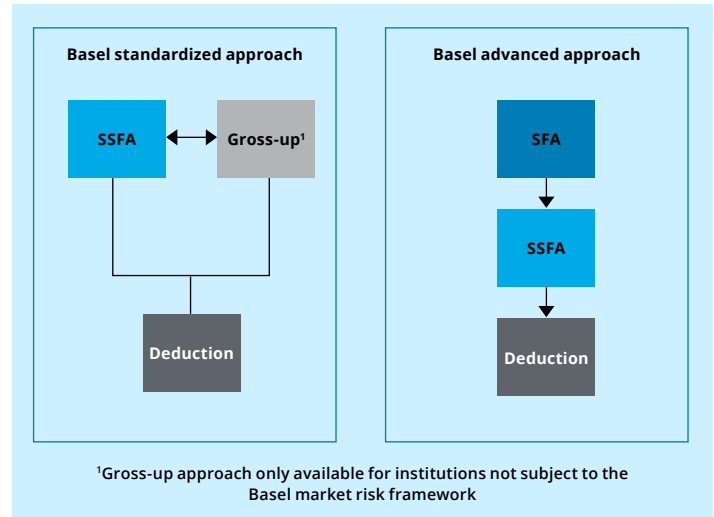 Basel standardized approach
SSFA
Gross-up¹
Deduction
Basel advanced approach
SFA
SSFA
Deduction
¹Gross-up approach only available for institutions not subject to the
Basel market risk framework